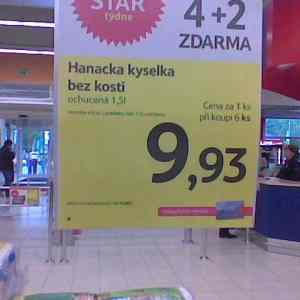 STAR
týdne
4+2
ZDARMA
Hanacka kyselka
bez kosti
ochucená 1,5l
Cena za 1 ks
při koupi 6 ks
9,93